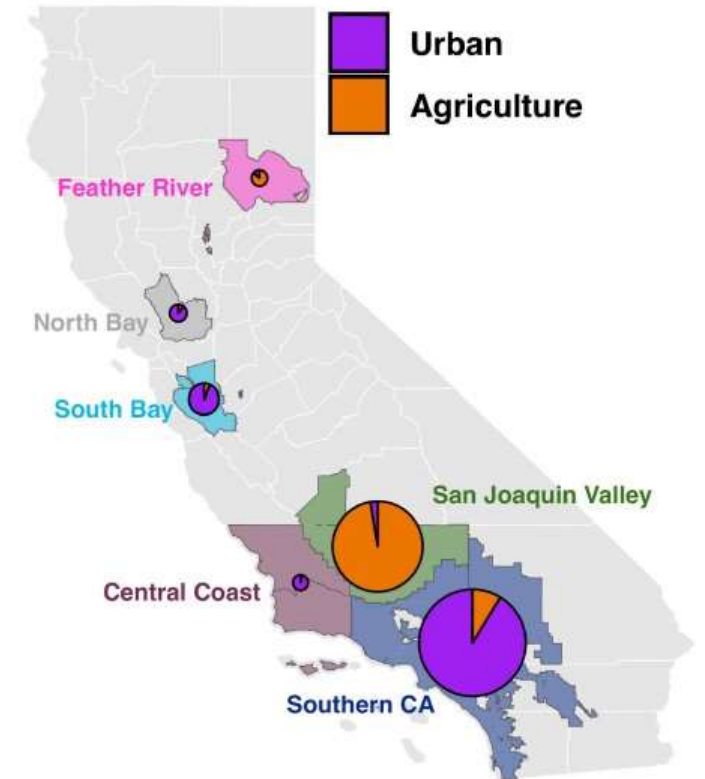 Urban
Agriculture
Feather River
North Bay
South Bay
San Joaquin Valley
Central Coast
Southern CA